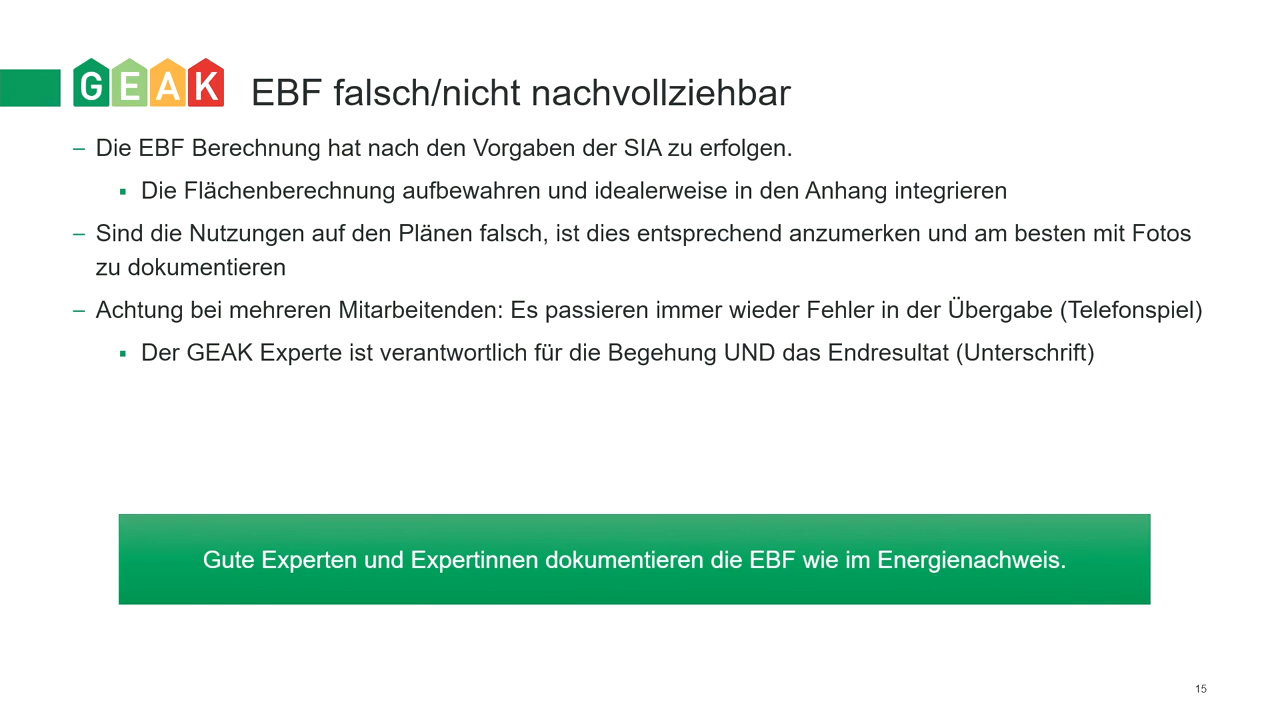 GEAK EBF falsch/nicht nachvollziehbar
– Die EBF Berechnung hat nach den Vorgaben der SIA zu erfolgen.
▪ Die Flächenberechnung aufbewahren und idealerweise in den Anhang integrieren
– Sind die Nutzungen auf den Plänen falsch, ist dies entsprechend anzumerken und am besten mit Fotos
zu dokumentieren
– Achtung bei mehreren Mitarbeitenden: Es passieren immer wieder Fehler in der Übergabe (Telefonspiel)
▪ Der GEAK Experte ist verantwortlich für die Begehung UND das Endresultat (Unterschrift)
Gute Experten und Expertinnen dokumentieren die EBF wie im Energienachweis.
15